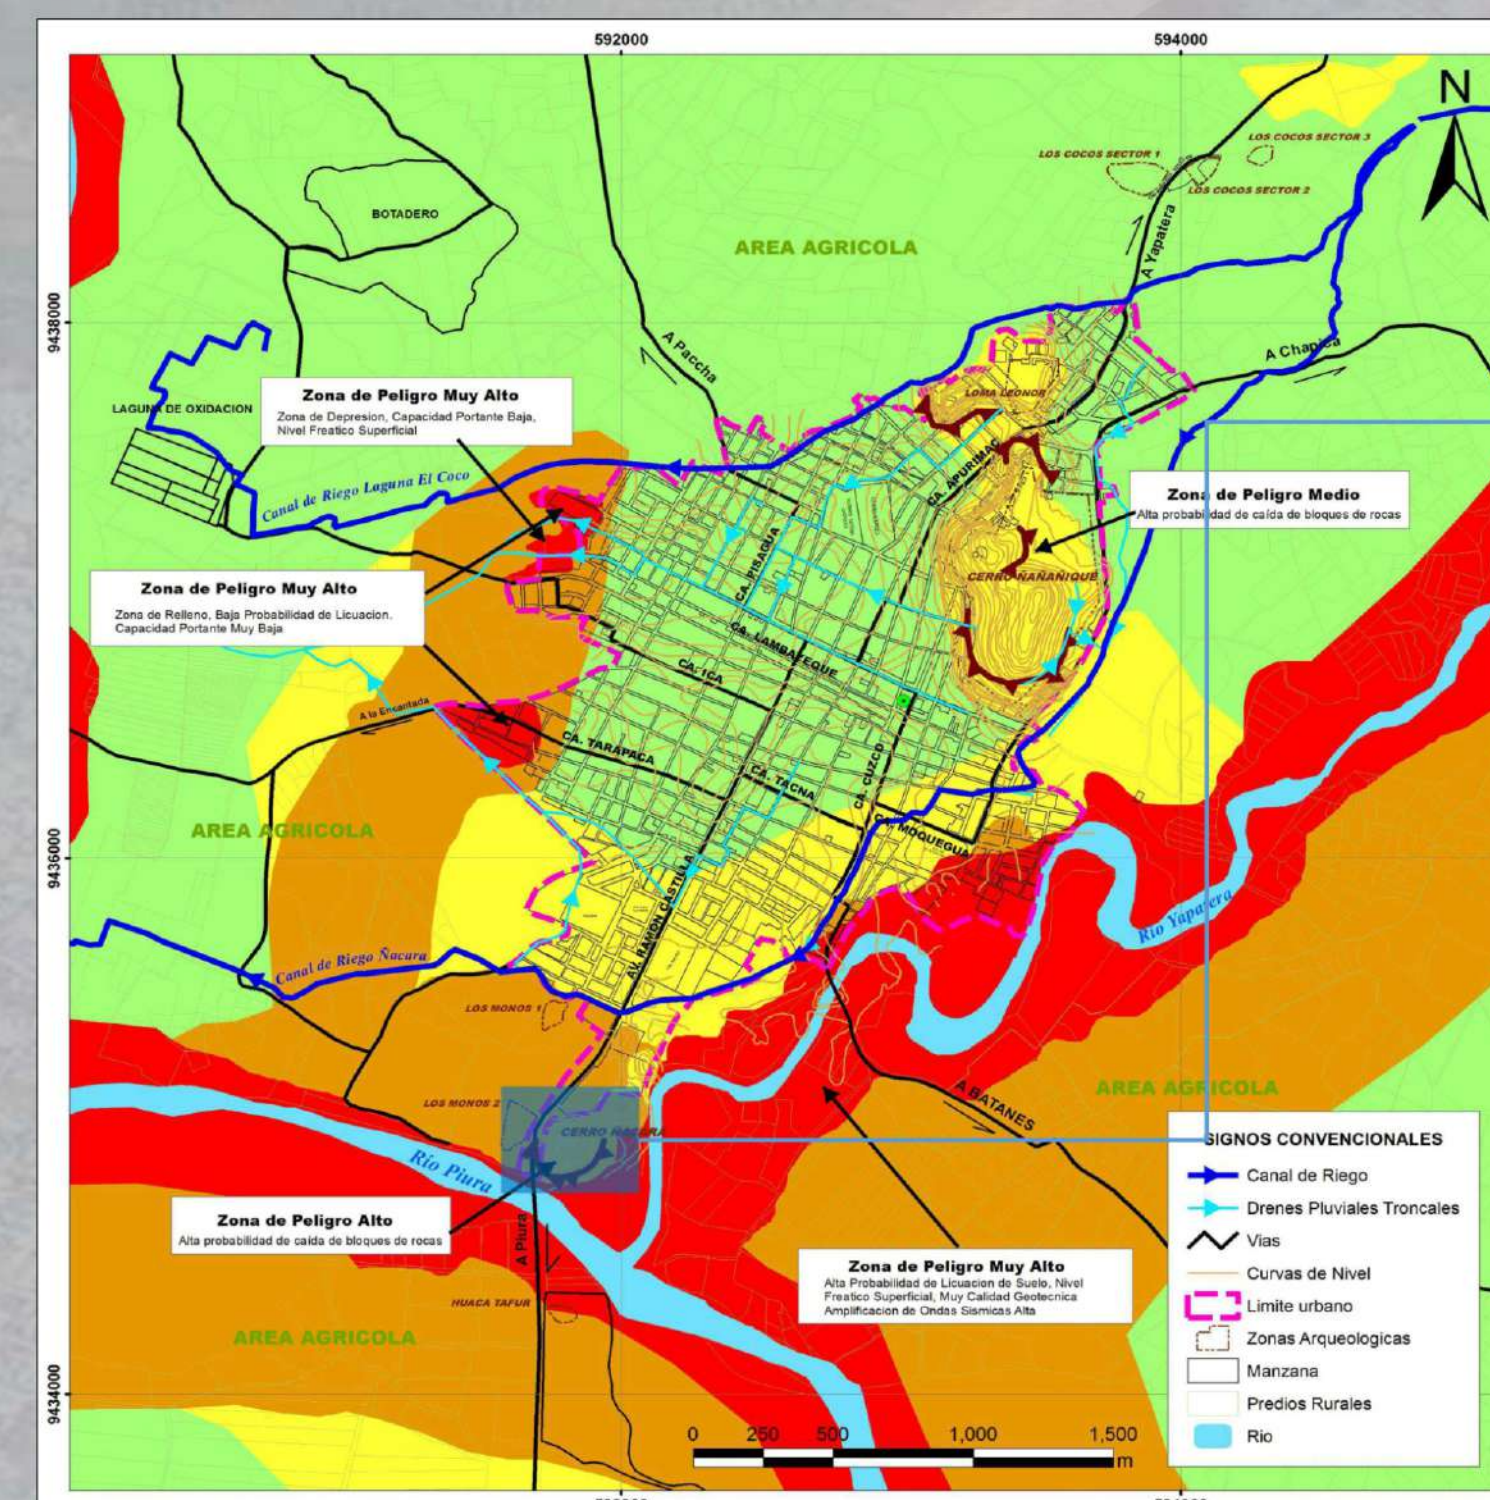 592000
594000
N
LOS COCOS SECTOR 3
LOS COCOS SECTOR 1
LOS COCOS SECTOR 2
BOTADERO
AREA AGRICOLA
A Yapatera
9438000
A Paccha
A Chapica
Zona de Peligro Muy Alto
Zona de Depresion, Capacidad Portante Baja,
Nivel Freatico Superficial
LOMA LEONOR
LAGUNA DE OXIDACION
CA. APURIMAC
Canal de Riego Laguna El Coco
Zona de Peligro Medio
Alta probabilidad de caída de bloques de rocas
CA. PISAGUA
CERRO ÑAÑAÑIQUE
Zona de Peligro Muy Alto
Zona de Relleno, Baja Probabilidad de Licuacion.
Capacidad Portante Muy Baja
CA. LAMBAYEQUE
CA. ICA
A la Encantada
CA. TARAPACA
CA. TACNA
CA. CUZCO
AREA AGRICOLA
CA. MOQUEGUA
9436000
AV. RAMON CASTILLA
Rio Yapatera
Canal de Riego Ñacara
LOS MONOS 1
AREA AGRICOLA
A BATANES
LOS MONOS 2
CERRO ÑACARA
Río Piura
Zona de Peligro Alto
Alta probabilidad de caída de bloques de rocas
A Piura
Zona de Peligro Muy Alto
Alta Probabilidad de Licuacion de Suelo, Nivel
Freatico Superficial, Muy Calidad Geotecnica
Amplificacion de Ondas Sismicas Alta
HUACA TAFUR
AREA AGRICOLA
9434000
0 250 500 1,000 1,500
m
SIGNOS CONVENCIONALES
Canal de Riego
Drenes Pluviales Troncales
Vias
Curvas de Nivel
Limite urbano
Zonas Arqueologicas
Manzana
Predios Rurales
Rio